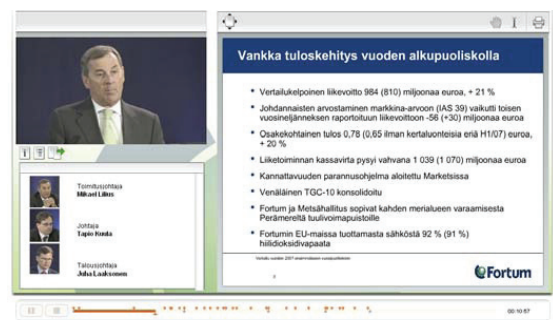 Vankka tuloskehitys vuoden alkupuoliskolla
Vertailukelpoinen liikevoitto 984 (810) miljoonaa euroa, + 21 %
Johdannaisten arvostaminen markkina-arvoon (IAS 39) vaikutti toisen
vuosineljänneksen raportoituun liikevoittoon -56 (+30) miljoonaa euroa
Osakekohtainen tulos 0,78 (0,65 ilman kertaluonteisia eriä H1/07) euroa,
+ 20 %
Liiketoiminnan kassavirta pysyi vahvana 1 039 (1 070) miljoonaa euroa
Kannattavuuden parannusohjelma aloitettu Marketsissa
Venäläinen TGC-10 konsolidoitu
Fortum ja Metsähallitus sopivat kahden merialueen varaamisesta
Perämereltä tuulivoimapuistoille
Fortumin EU-maissa tuottamasta sähköstä 92 % (91 %)
hiilidioksidivapaata
Fortum
Toimitusjohtaja
Mikael Lilius
Johtaja
Tapio Kuula
Talousjohtaja
Juha Laaksonen
00:10:57